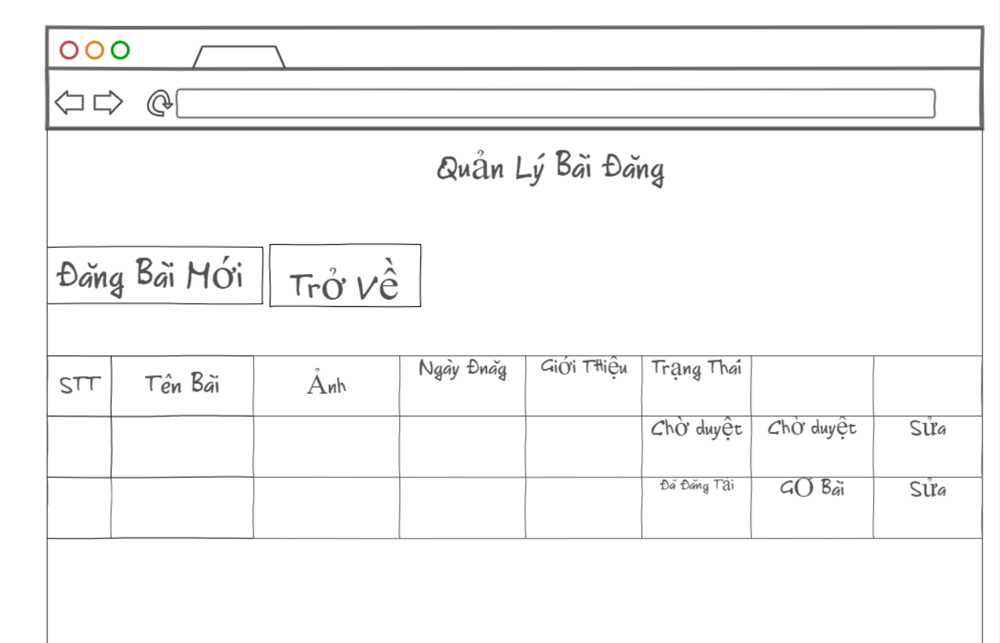 Quản Lý Bài Đăng
Đăng Bài Mới
Trở Về
STT Tên Bài Ảnh Ngày Đnăg Giới THiệu Trạng Thái
Chờ duyệt Chờ duyệt Sửa
Đã Đăng Tải GỠ Bài Sửa